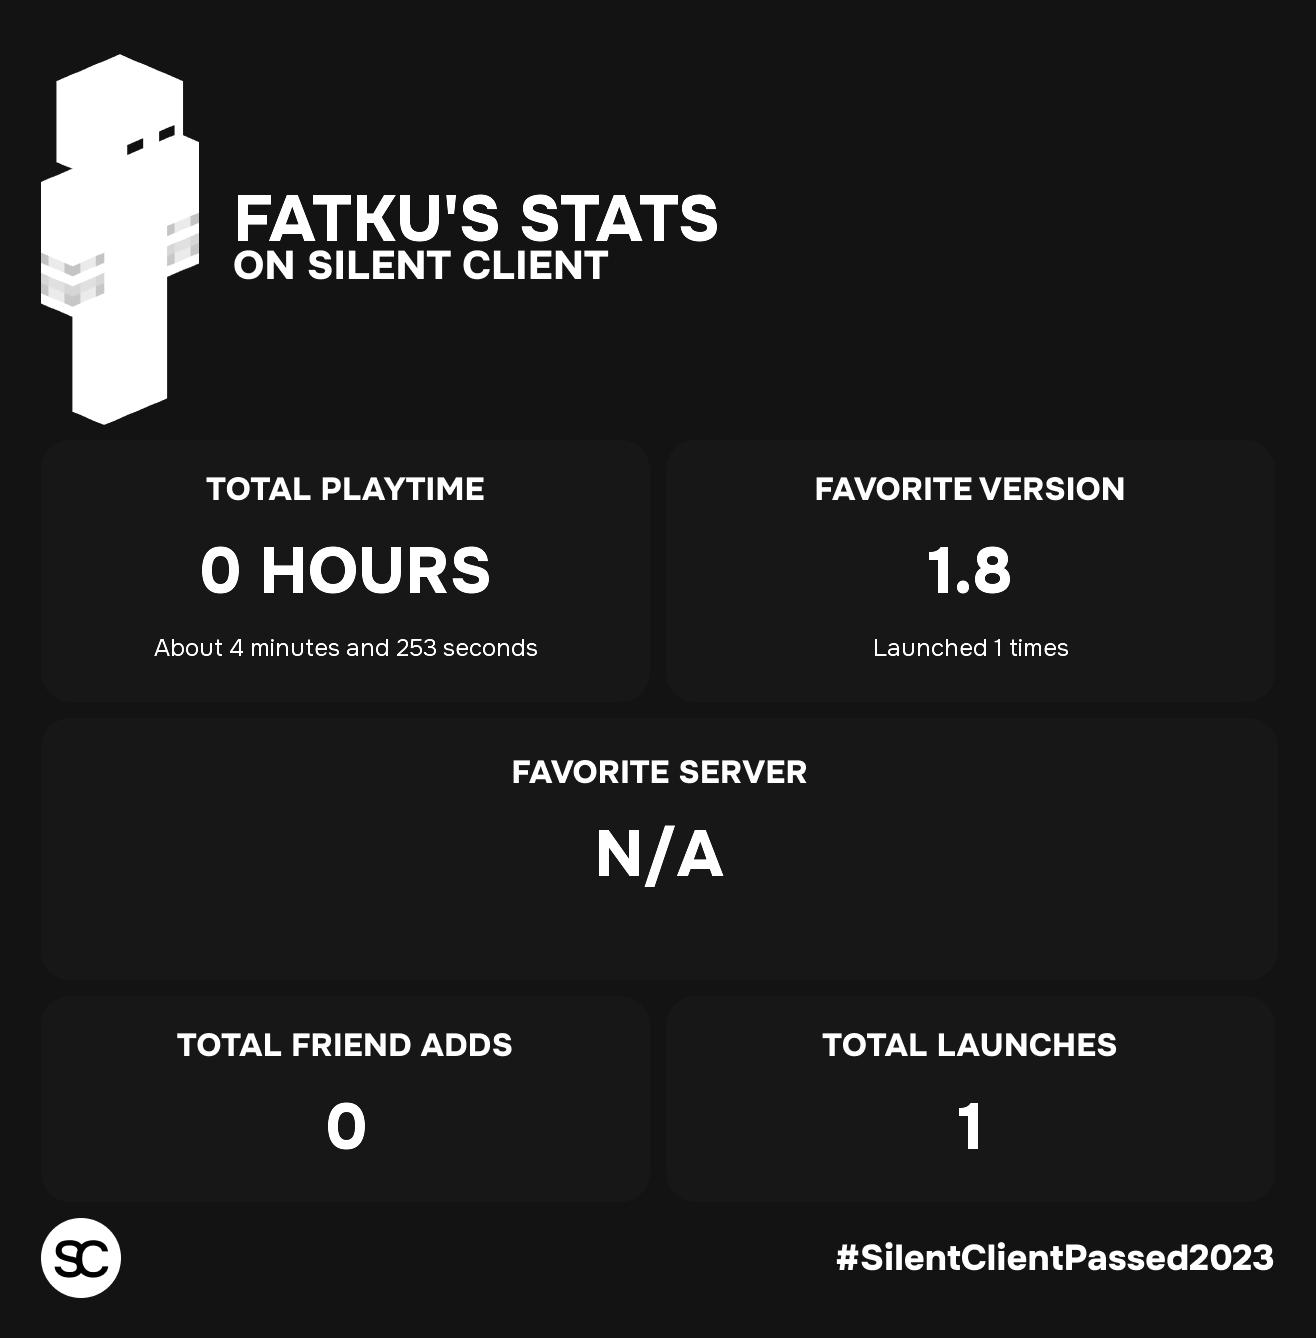 FATKU'S STATS
ON SILENT CLIENT
TOTAL PLAYTIME
0 HOURS
About 4 minutes and 253 seconds
FAVORITE VERSION
1.8
Launched 1 times
FAVORITE SERVER
N/A
TOTAL FRIEND ADDS
0
TOTAL LAUNCHES
1
SC
#SilentClientPassed2023